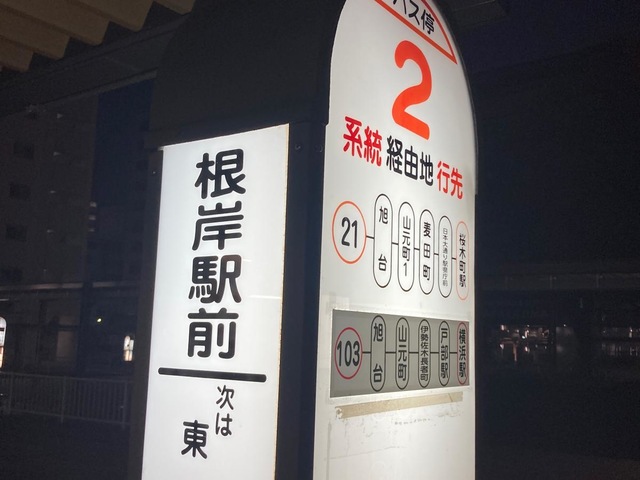 バス停
2
系統 経由地 行先
21 旭台 山元町1 麦田町 日本大通り駅県庁前 桜木町駅
103 旭台 山元町 伊勢佐木長者町 戸部駅 横浜駅
根岸駅前
次は
東